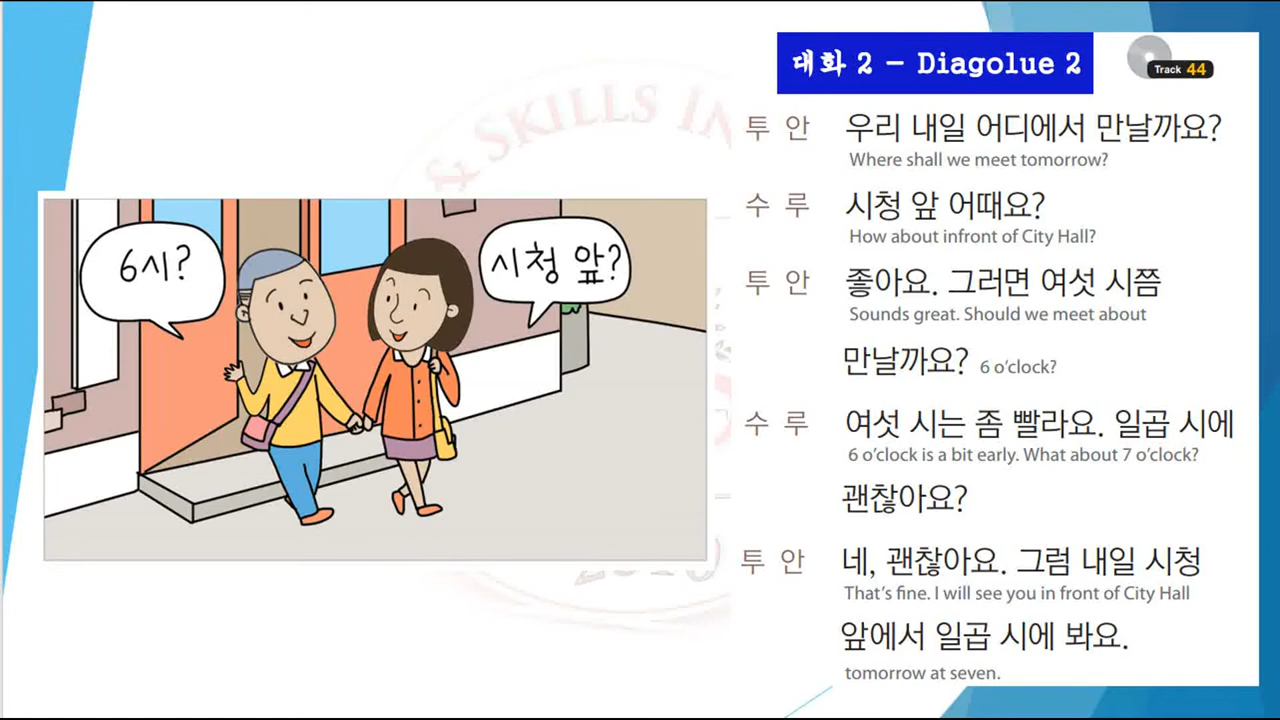 대화 2 – Diagolue 2
Track 44
& SKILLS IN
6시?
시청 앞?
투 안 우리 내일 어디에서 만날까요?
Where shall we meet tomorrow?
수 루 시청 앞 어때요?
How about infront of City Hall?
투 안 좋아요. 그러면 여섯 시쯤
Sounds great. Should we meet about
만날까요? 6 o'clock?
수 루 여섯 시는 좀 빨라요. 일곱 시에
6 o'clock is a bit early. What about 7 o'clock?
괜찮아요?
투 안 네, 괜찮아요. 그럼 내일 시청
That's fine. I will see you in front of City Hall
앞에서 일곱 시에 봐요.
tomorrow at seven.